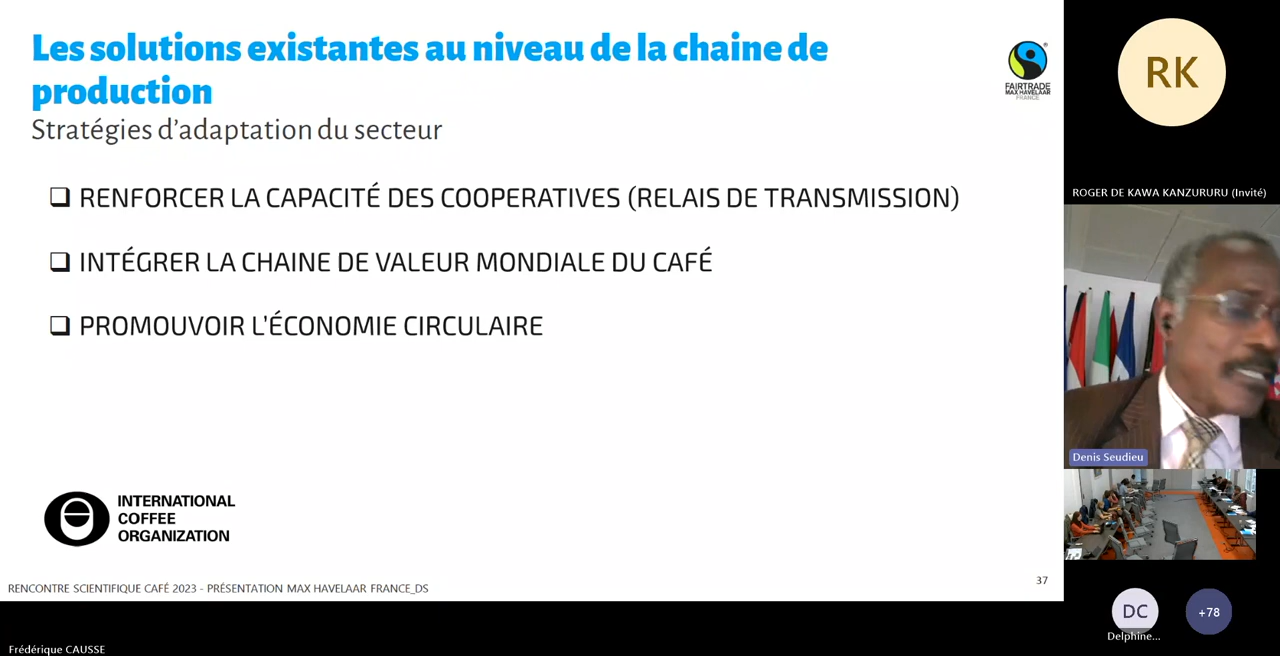 Les solutions existantes au niveau de la chaine de
production
Stratégies d’adaptation du secteur
FAIRTRADE
MAX HAVELAAR
FRANCE
RENFORCER LA CAPACITÉ DES COOPERATIVES (RELAIS DE TRANSMISSION)
INTÉGRER LA CHAINE DE VALEUR MONDIALE DU CAFÉ
PROMOUVOIR L’ÉCONOMIE CIRCULAIRE
INTERNATIONAL
COFFEE
ORGANIZATION
37
RENCONTRE SCIENTIFIQUE CAFÉ 2023 - PRÉSENTATION MAX HAVELAAR FRANCE_DS
Frédérique CAUSSE
RK
ROGER DE KAWA KANZURURU (Invité)
Denis Seudieu
DC
Delphine...
+78